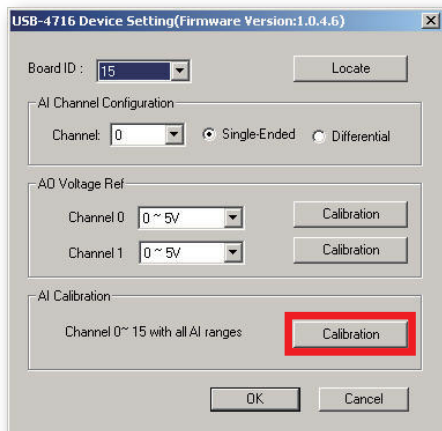 USB-4716 Device Setting(Firmware Version:1.0.4.6)
Board ID : 15 Locate
AI Channel Configuration
Channel: 0 Single-Ended Differential
AO Voltage Ref
Channel 0 0 ~ 5V Calibration
Channel 1 0 ~ 5V Calibration
AI Calibration
Channel 0~ 15 with all AI ranges Calibration
OK Cancel